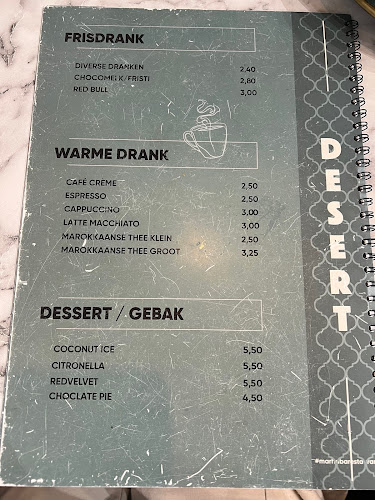 FRISDRANK
DIVERSE DRANKEN 2,40
CHOCOMELK/FRISTI 2,80
RED BULL 3,00
WARME DRANK
CAFÉ CREME 2,50
ESPRESSO 2,50
CAPPUCCINO 3,00
LATTE MACCHIATO 3,00
MAROKKAANSE THEE KLEIN 2,50
MAROKKAANSE THEE GROOT 3,25
DESSERT / GEBAK
COCONUT ICE 5,50
CITRONELLA 5,50
REDVELVET 5,50
CHOCLATE PIE 4,50
DESERT